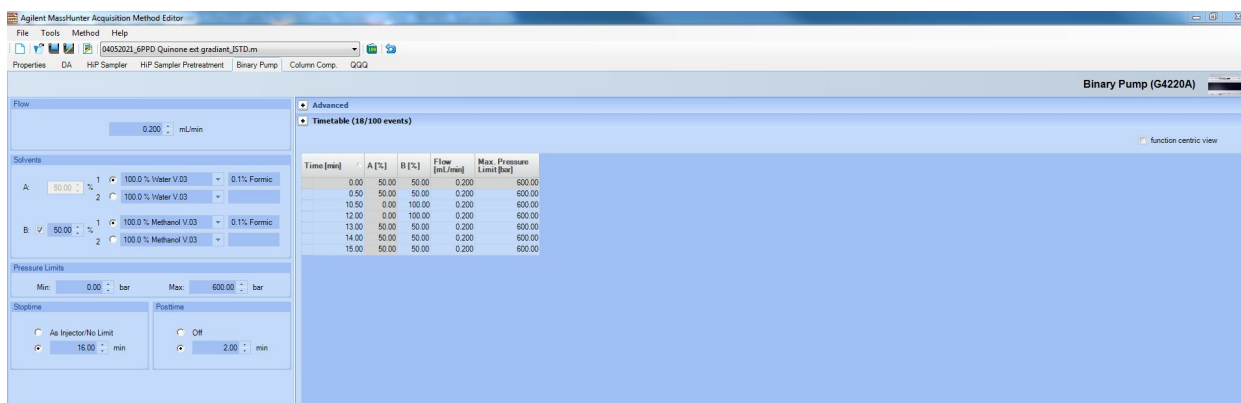 Agilent MassHunter Acquisition Method Editor
File Tools Method Help
04052021_6PPD Quinone ext gradiant_ISTD.m
Properties DA HiP Sampler HiP Sampler Pretreatment Binary Pump Column Comp. QQQ
Binary Pump (G4220A)
Flow
0.200 mL/min
Solvents
A: 50.00 % 1 100.0 % Water V.03 0.1% Formic
2 100.0 % Water V.03
B: 50.00 % 1 100.0 % Methanol V.03 0.1% Formic
2 100.0 % Methanol V.03
Pressure Limits
Min: 0.00 bar Max: 600.00 bar
Stoptime Posttime
As Injector/No Limit Off
16.00 min 2.00 min
Advanced
Timetable (18/100 events)
function centric view
Time [min] A [%] B [%] Flow [mL/min] Max. Pressure Limit [bar]
0.00 50.00 50.00 0.200 600.00
0.50 50.00 50.00 0.200 600.00
10.50 0.00 100.00 0.200 600.00
12.00 0.00 100.00 0.200 600.00
13.00 50.00 50.00 0.200 600.00
14.00 50.00 50.00 0.200 600.00
15.00 50.00 50.00 0.200 600.00